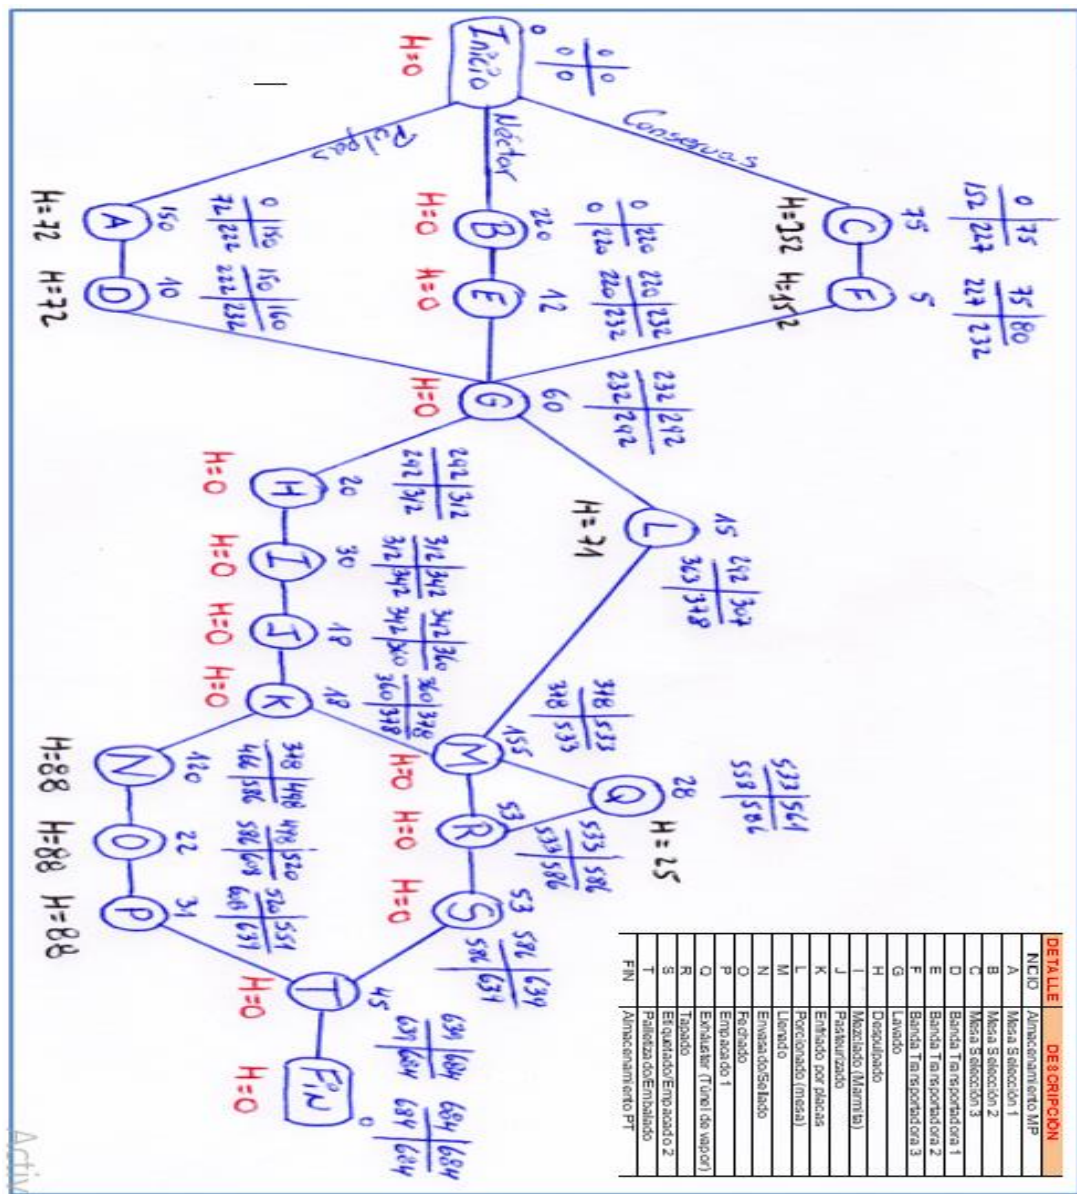 DETALLE DESCRIPCIÓN
INICIO Almacenamiento MP
A Mesa Selección 1
B Mesa Selección 2
C Mesa Selección 3
D Banda Transportadora 1
E Banda Transportadora 2
F Banda Transportadora 3
G Lavado
H Despulpado
I Mezclado (Marmita)
J Pasteurizado
K Enfriado por placas
L Porcionado (mesa)
M Llenado
N Envasado/Sellado
O Fechado
P Empacado 1
Q Exháuster (Túnel de vapor)
R Tapado
S Etiquetado/Empacado 2
T Palletizado/Embalado
FIN Almacenamiento PT
0 0
0 0
0
Inicio
H=0
Conservas
Néctar
Pulpas
0 75
152 227
75
C
H=152
75 80
227 232
5
F
H=152
0 220
0 220
220
B
H=0
220 232
220 232
12
E
H=0
0 150
72 222
150
A
H=72
150 160
222 232
10
D
H=72
232 292
232 292
60
G
H=0
292 307
363 378
15
L
H=71
292 312
292 312
20
H
H=0
312 342
312 342
30
I
H=0
342 360
342 360
18
J
H=0
360 378
360 378
18
K
H=0
378 533
378 533
155
M
H=0
533 561
558 586
28
Q
H=25
533 586
533 586
53
R
H=0
586 639
586 639
53
S
H=0
378 498
466 586
120
N
H=88
498 520
586 608
22
O
H=88
520 551
608 639
31
P
H=88
639 684
639 684
45
T
H=0
684 684
684 684
0
FiN
H=0
Activ